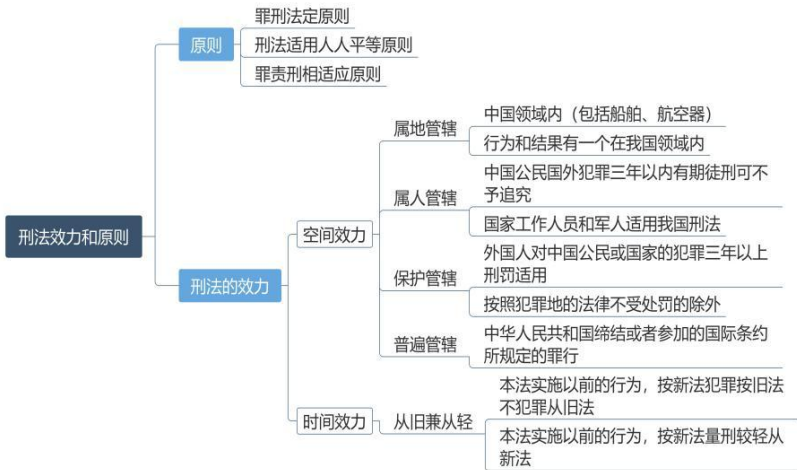 刑法效力和原则
原则
罪刑法定原则
刑法适用人人平等原则
罪责刑相适应原则
刑法的效力
空间效力
属地管辖
中国领域内（包括船舶、航空器）
行为和结果有一个在我国领域内
属人管辖
中国公民国外犯罪三年以内有期徒刑可不
予追究
国家工作人员和军人适用我国刑法
保护管辖
外国人对中国公民或国家的犯罪三年以上
刑罚适用
按照犯罪地的法律不受处罚的除外
普遍管辖
中华人民共和国缔结或者参加的国际条约
所规定的罪行
时间效力
从旧兼从轻
本法实施以前的行为，按新法犯罪按旧法
不犯罪从旧法
本法实施以前的行为，按新法量刑较轻从
新法